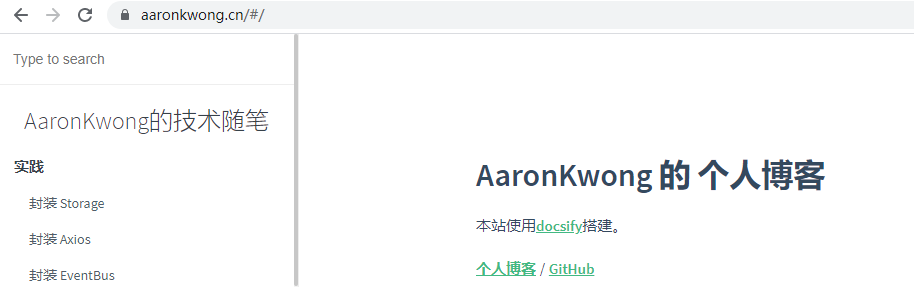 aaronkwong.cn/#/
Type to search
AaronKwong的技术随笔
实践
封装 Storage
封装 Axios
封装 EventBus
AaronKwong 的 个人博客
本站使用docsify搭建。
个人博客 / GitHub